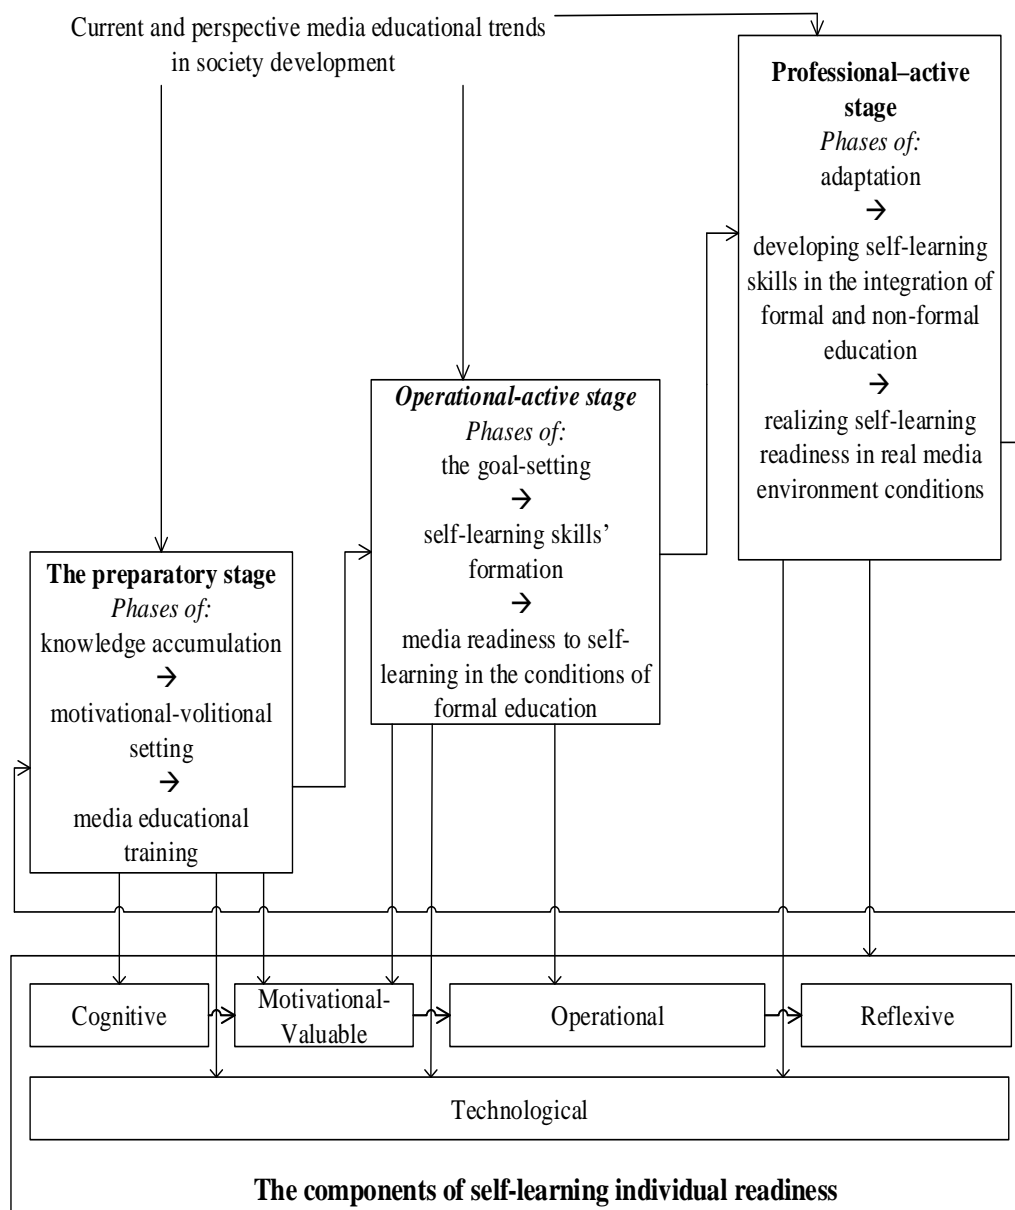 Current and perspective media educational trends
in society development
Professional–active
stage
Phases of:
adaptation
→
developing self-learning
skills in the integration of
formal and non-formal
education
→
realizing self-learning
readiness in real media
environment conditions
Operational-active stage
Phases of:
the goal-setting
→
self-learning skills’
formation
→
media readiness to self-
learning in the conditions of
formal education
The preparatory stage
Phases of:
knowledge accumulation
→
motivational-volitional
setting
→
media educational
training
Cognitive
Motivational-
Valuable
Operational
Reflexive
Technological
The components of self-learning individual readiness